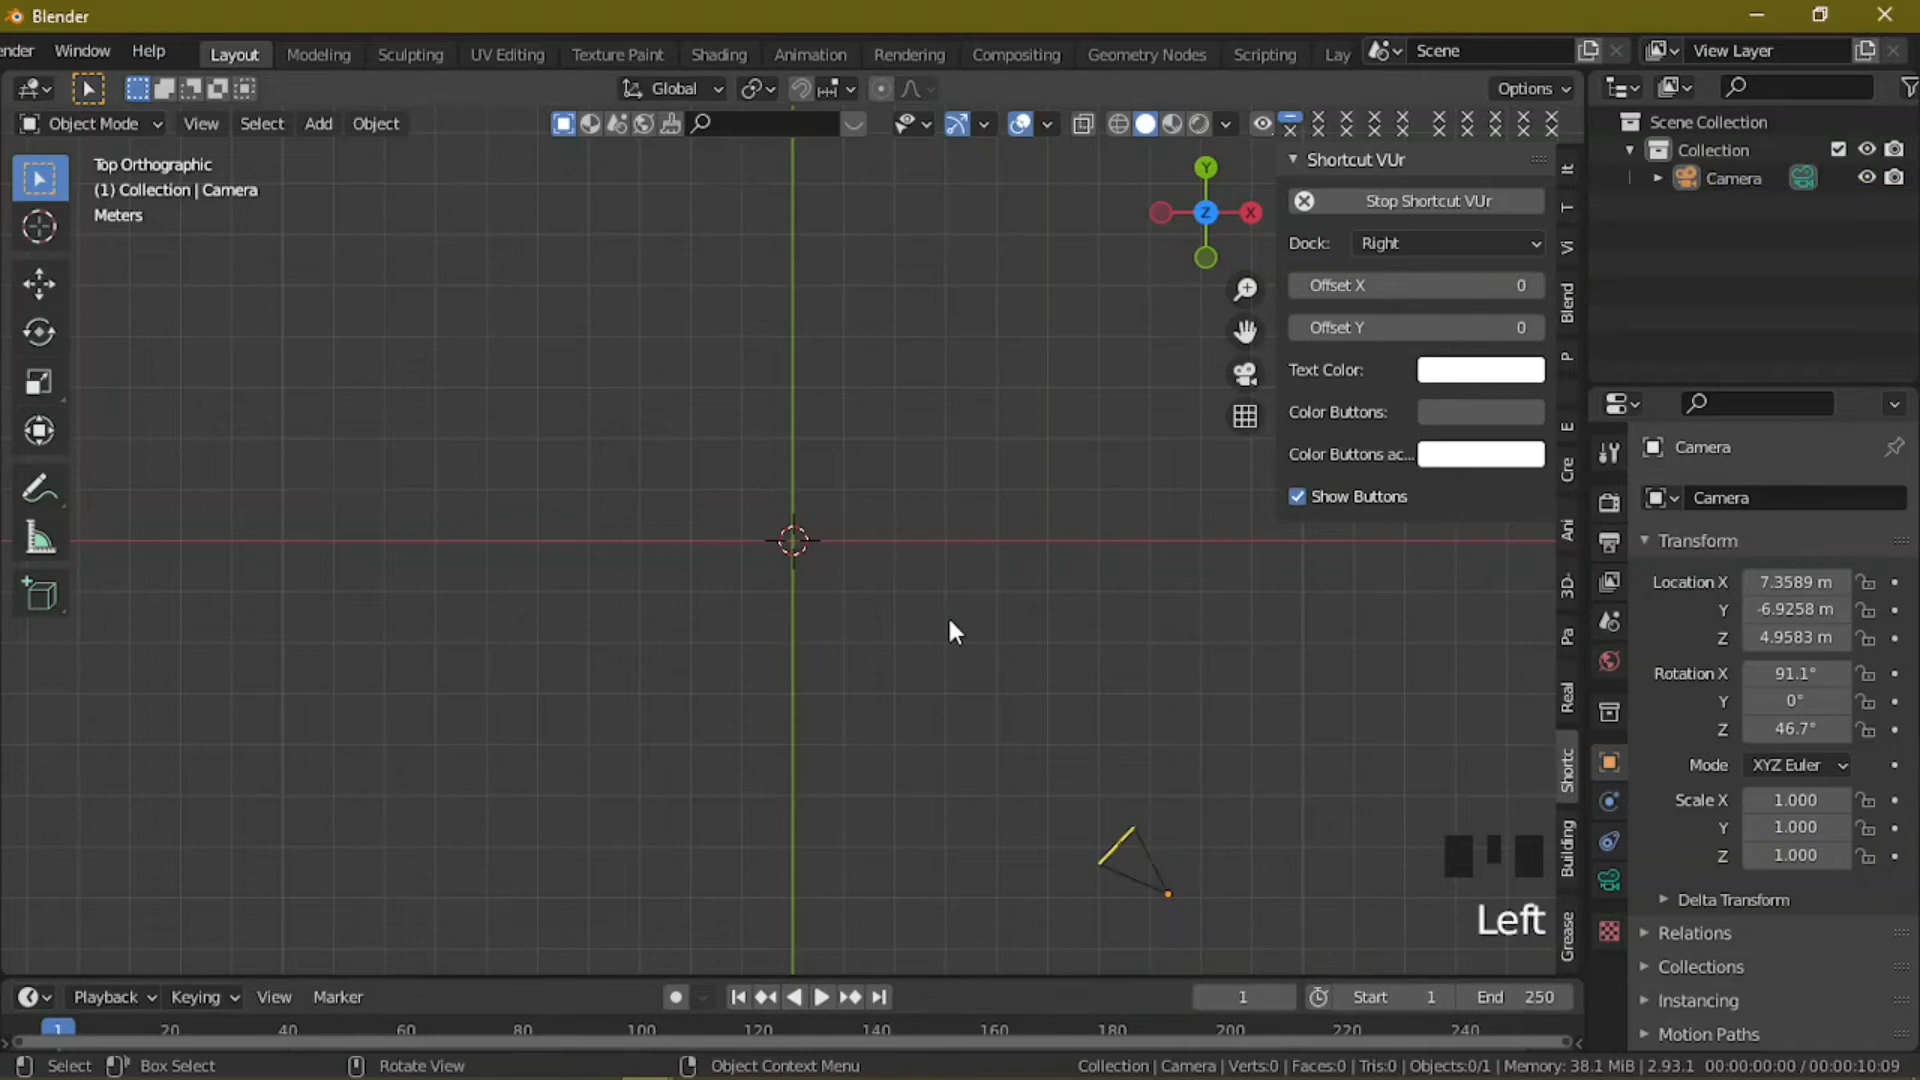 Blender
ender Window Help Layout Modeling Sculpting UV Editing Texture Paint Shading Animation Rendering Compositing Geometry Nodes Scripting Lay Scene View Layer
Global Options
Object Mode View Select Add Object
Top Orthographic
(1) Collection | Camera
Meters
Y
Z
X
Shortcut VUr
Stop Shortcut VUr
Dock: Right
Offset X 0
Offset Y 0
Text Color:
Color Buttons:
Color Buttons ac...
Show Buttons
It
T
Vi
Blend
P
E
Cre
Ani
3D-
Pa
Real
Shortc
Building
Grease
Left
Scene Collection
Collection
Camera
Camera
Camera
Transform
Location X 7.3589 m
Y -6.9258 m
Z 4.9583 m
Rotation X 91.1°
Y 0°
Z 46.7°
Mode XYZ Euler
Scale X 1.000
Y 1.000
Z 1.000
Delta Transform
Relations
Collections
Instancing
Motion Paths
Playback Keying View Marker 1 Start 1 End 250
1 20 40 60 80 100 120 140 160 180 200 220 240
Select Box Select Rotate View Object Context Menu Collection | Camera | Verts:0 | Faces:0 | Tris:0 | Objects:0/1 | Memory: 38.1 MiB | 2.93.1 00:00:00:00 / 00:00:10:09